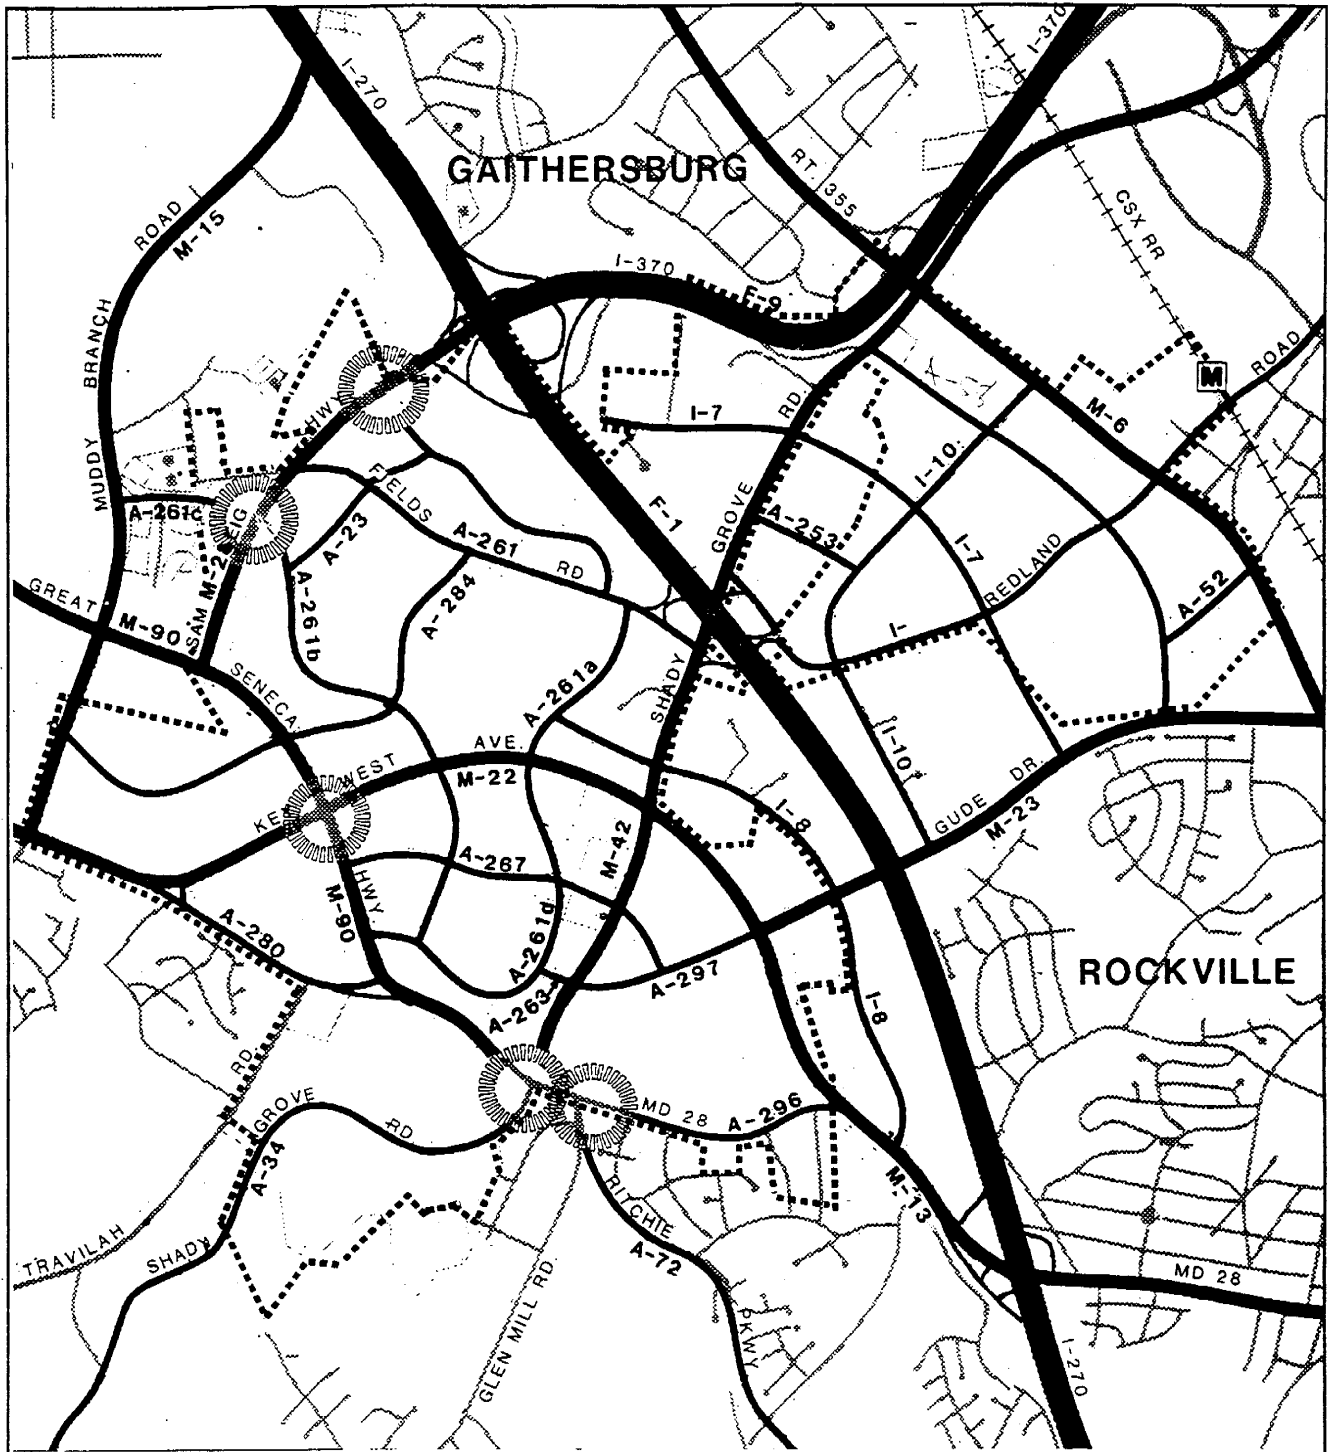 I-270
I-370
GAITHERSBURG
RT. 355
CSX RR
ROAD
M-15
I-370
F-9
ROAD
M
BRANCH
MUDDY
HWY
I-7
RD.
M-6
I-10
FIELDS
A-261c
EIG
A-23
A-261
RD
F-1
GROVE
A-253
I-7
REDLAND
A-52
GREAT
M-90
SAM
M-2
A-261b
A-284
I-
SENECA
A-261a
SHADY
I-10
AVE.
WEST
M-22
KE
I-8
DR.
GUDE
M-23
M-42
A-267
HWY
M-90
A-280
A-261d
A-263
A-297
ROCKVILLE
I-8
RD
GROVE
RD
MD 28
A-296
A-34
M-13
RITCHIE
A-72
PKWY
TRAVILAH
SHADY
GLEN MILL RD.
MD 28
I-270